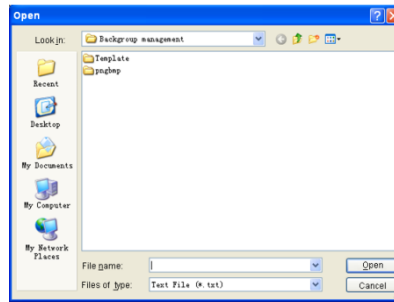 Open
Look in:
Backgroup management
Template
pngbmp
Recent
Desktop
My Documents
My Computer
My Network
Places
File name:
Open
Files of type:
Text File (*.txt)
Cancel